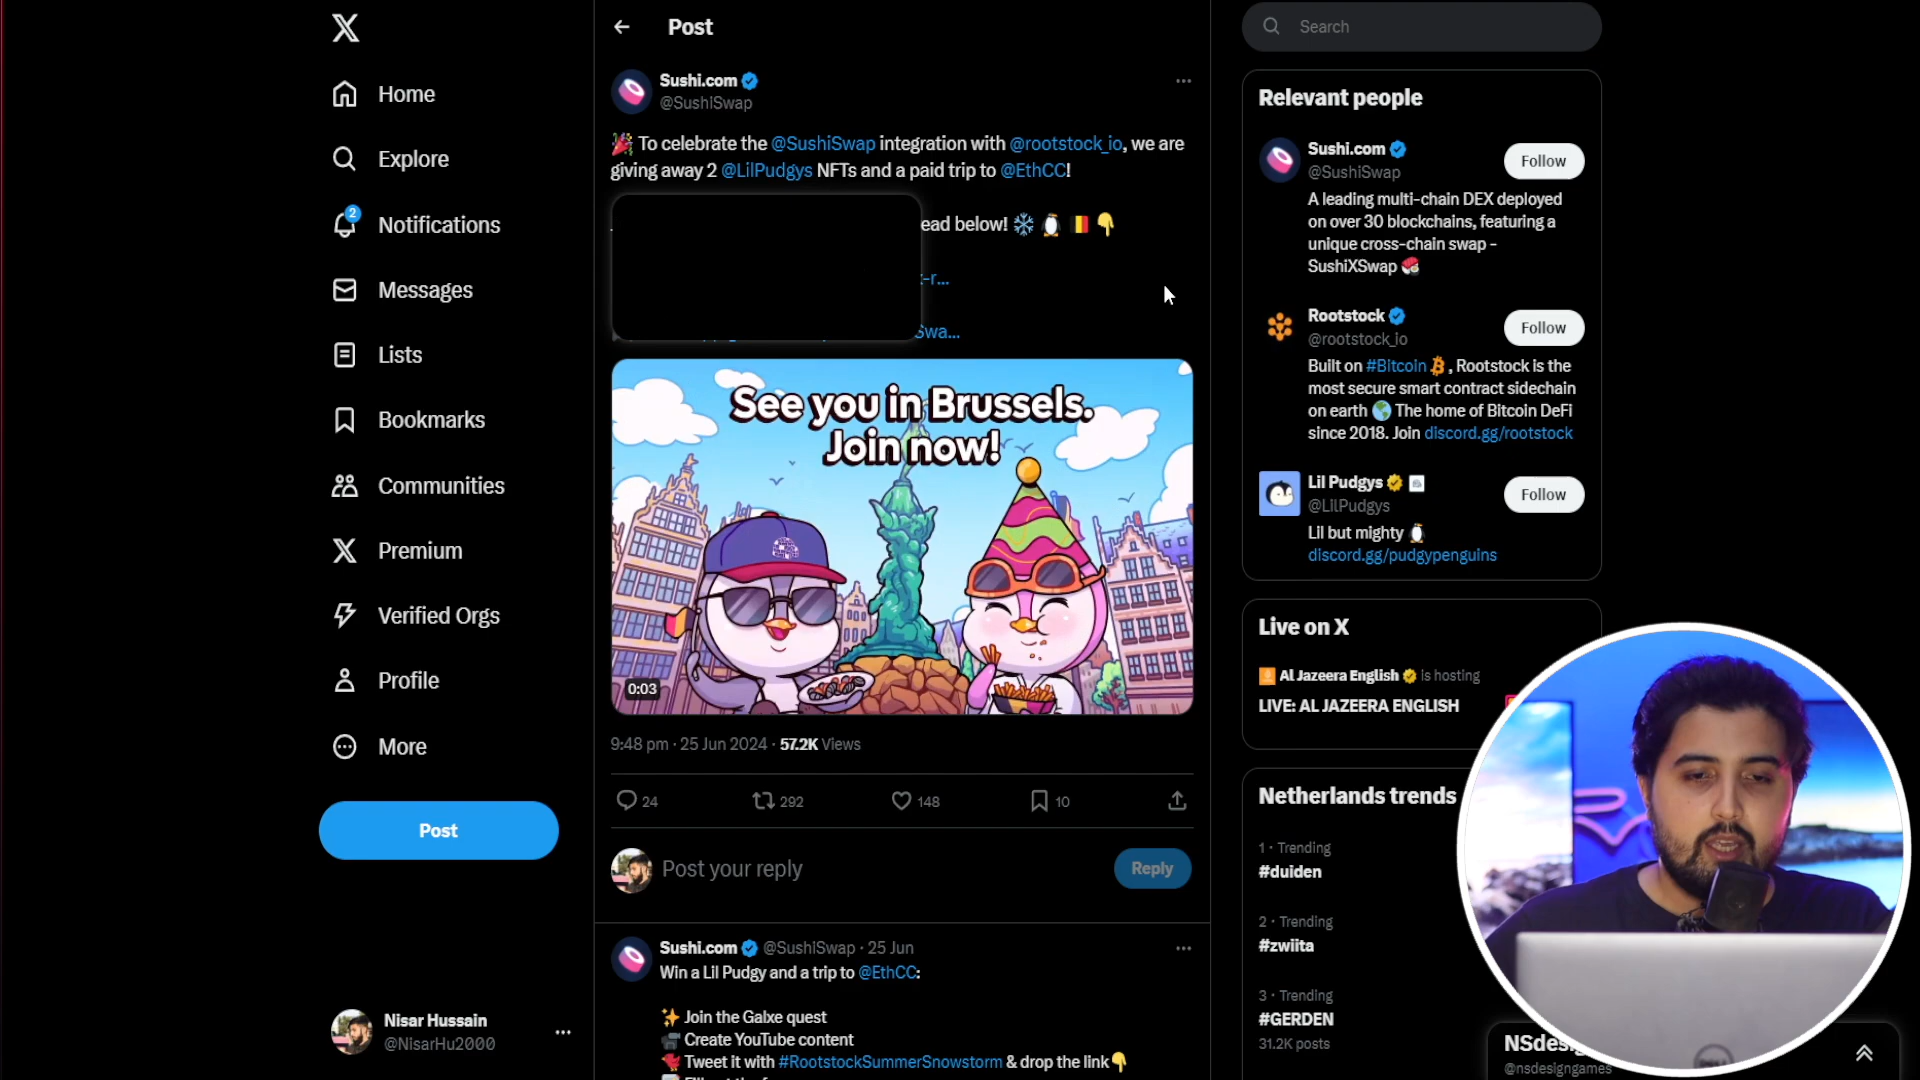 Post
Search
Home
Explore
2
Notifications
Messages
Lists
Bookmarks
Communities
Premium
Verified Orgs
Profile
More
Post
Nisar Hussain
@NisarHu2000
Sushi.com
@SushiSwap
🎉 To celebrate the @SushiSwap integration with @rootstock_io, we are
giving away 2 @LilPudgys NFTs and a paid trip to @EthCC!
ead below! ❄️ 🐧 🇧🇪 👇
-r...
Swa...
See you in Brussels.
Join now!
0:03
9:48 pm · 25 Jun 2024 · 57.2K Views
24 292 148 10
Post your reply
Reply
Sushi.com @SushiSwap · 25 Jun
Win a Lil Pudgy and a trip to @EthCC:
✨ Join the Galxe quest
🎥 Create YouTube content
🐦 Tweet it with #RootstockSummerSnowstorm & drop the link👇
Relevant people
Sushi.com
@SushiSwap
Follow
A leading multi-chain DEX deployed
on over 30 blockchains, featuring a
unique cross-chain swap -
SushiXSwap 🍣
Rootstock
@rootstock_io
Follow
Built on #Bitcoin , Rootstock is the
most secure smart contract sidechain
on earth 🌎 The home of Bitcoin DeFi
since 2018. Join discord.gg/rootstock
Lil Pudgys
@LilPudgys
Follow
Lil but mighty 🐧
discord.gg/pudgypenguins
Live on X
Al Jazeera English is hosting
LIVE: AL JAZEERA ENGLISH
Netherlands trends
1 · Trending
#duiden
2 · Trending
#zwiita
3 · Trending
#GERDEN
31.2K posts
@nsdesigngames